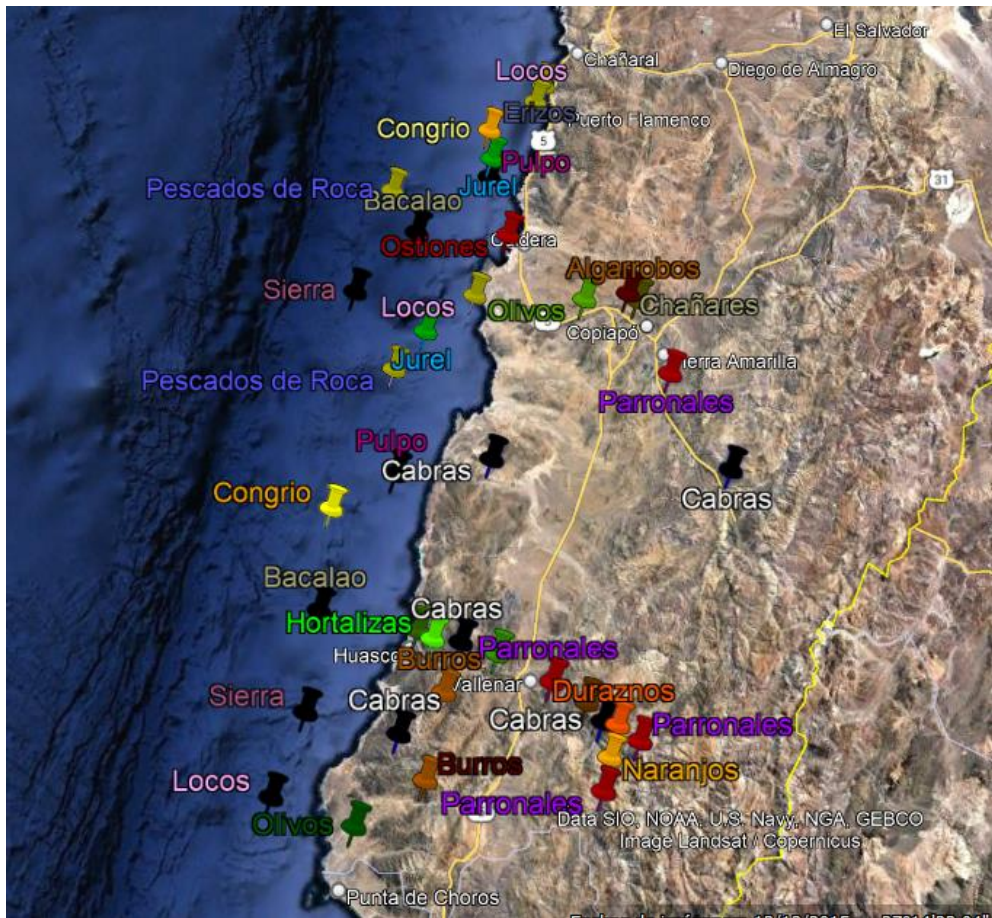 El Salvador
Chañaral
Diego de Almagro
Locos
Erizos
Puerto Flamenco
Congrio
5
Pulpo
31
Pescados de Roca
Jurel
Bacalao
Ostiones
Caldera
Algarrobos
Sierra
Locos
Olivos
Chañares
Copiapó
Jurel
Tierra Amarilla
Pescados de Roca
Parronales
Pulpo
Cabras
Cabras
Congrio
Bacalao
Cabras
Hortalizas
Huasco
Parronales
Burros
Vallenar
Duraznos
Sierra
Cabras
Cabras
Parronales
Burros
Naranjos
Locos
Parronales
Olivos
Data SIO, NOAA, U.S. Navy, NGA, GEBCO
Image Landsat / Copernicus
Punta de Choros